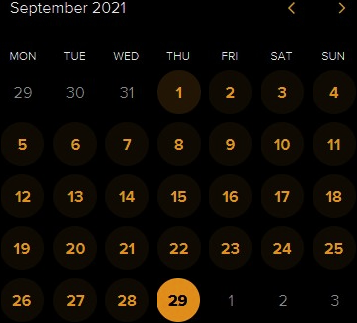 September 2021
MON TUE WED THU FRI SAT SUN
29 30 31 1 2 3 4
5 6 7 8 9 10 11
12 13 14 15 16 17 18
19 20 21 22 23 24 25
26 27 28 29 1 2 3